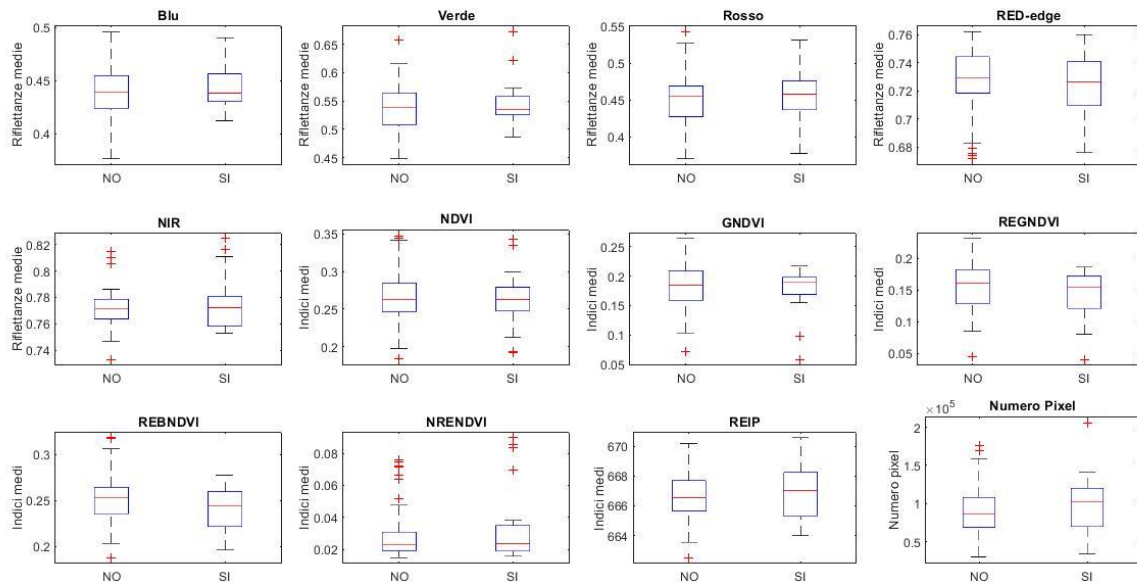 Blu
Riflettanze medie
0.5
0.45
0.4
NO SI
Verde
Riflettanze medie
0.65
0.6
0.55
0.5
0.45
NO SI
Rosso
Riflettanze medie
0.5
0.45
0.4
NO SI
RED-edge
Riflettanze medie
0.76
0.74
0.72
0.7
0.68
NO SI
NIR
Riflettanze medie
0.82
0.8
0.78
0.76
0.74
NO SI
NDVI
Indici medi
0.35
0.3
0.25
0.2
NO SI
GNDVI
Indici medi
0.25
0.2
0.15
0.1
0.05
NO SI
REGNDVI
Indici medi
0.2
0.15
0.1
0.05
NO SI
REBNDVI
Indici medi
0.3
0.25
0.2
NO SI
NRENDVI
Indici medi
0.08
0.06
0.04
0.02
NO SI
REIP
Indici medi
670
668
666
664
NO SI
Numero Pixel
× 10⁵
Numero pixel
2
1.5
1
0.5
NO SI